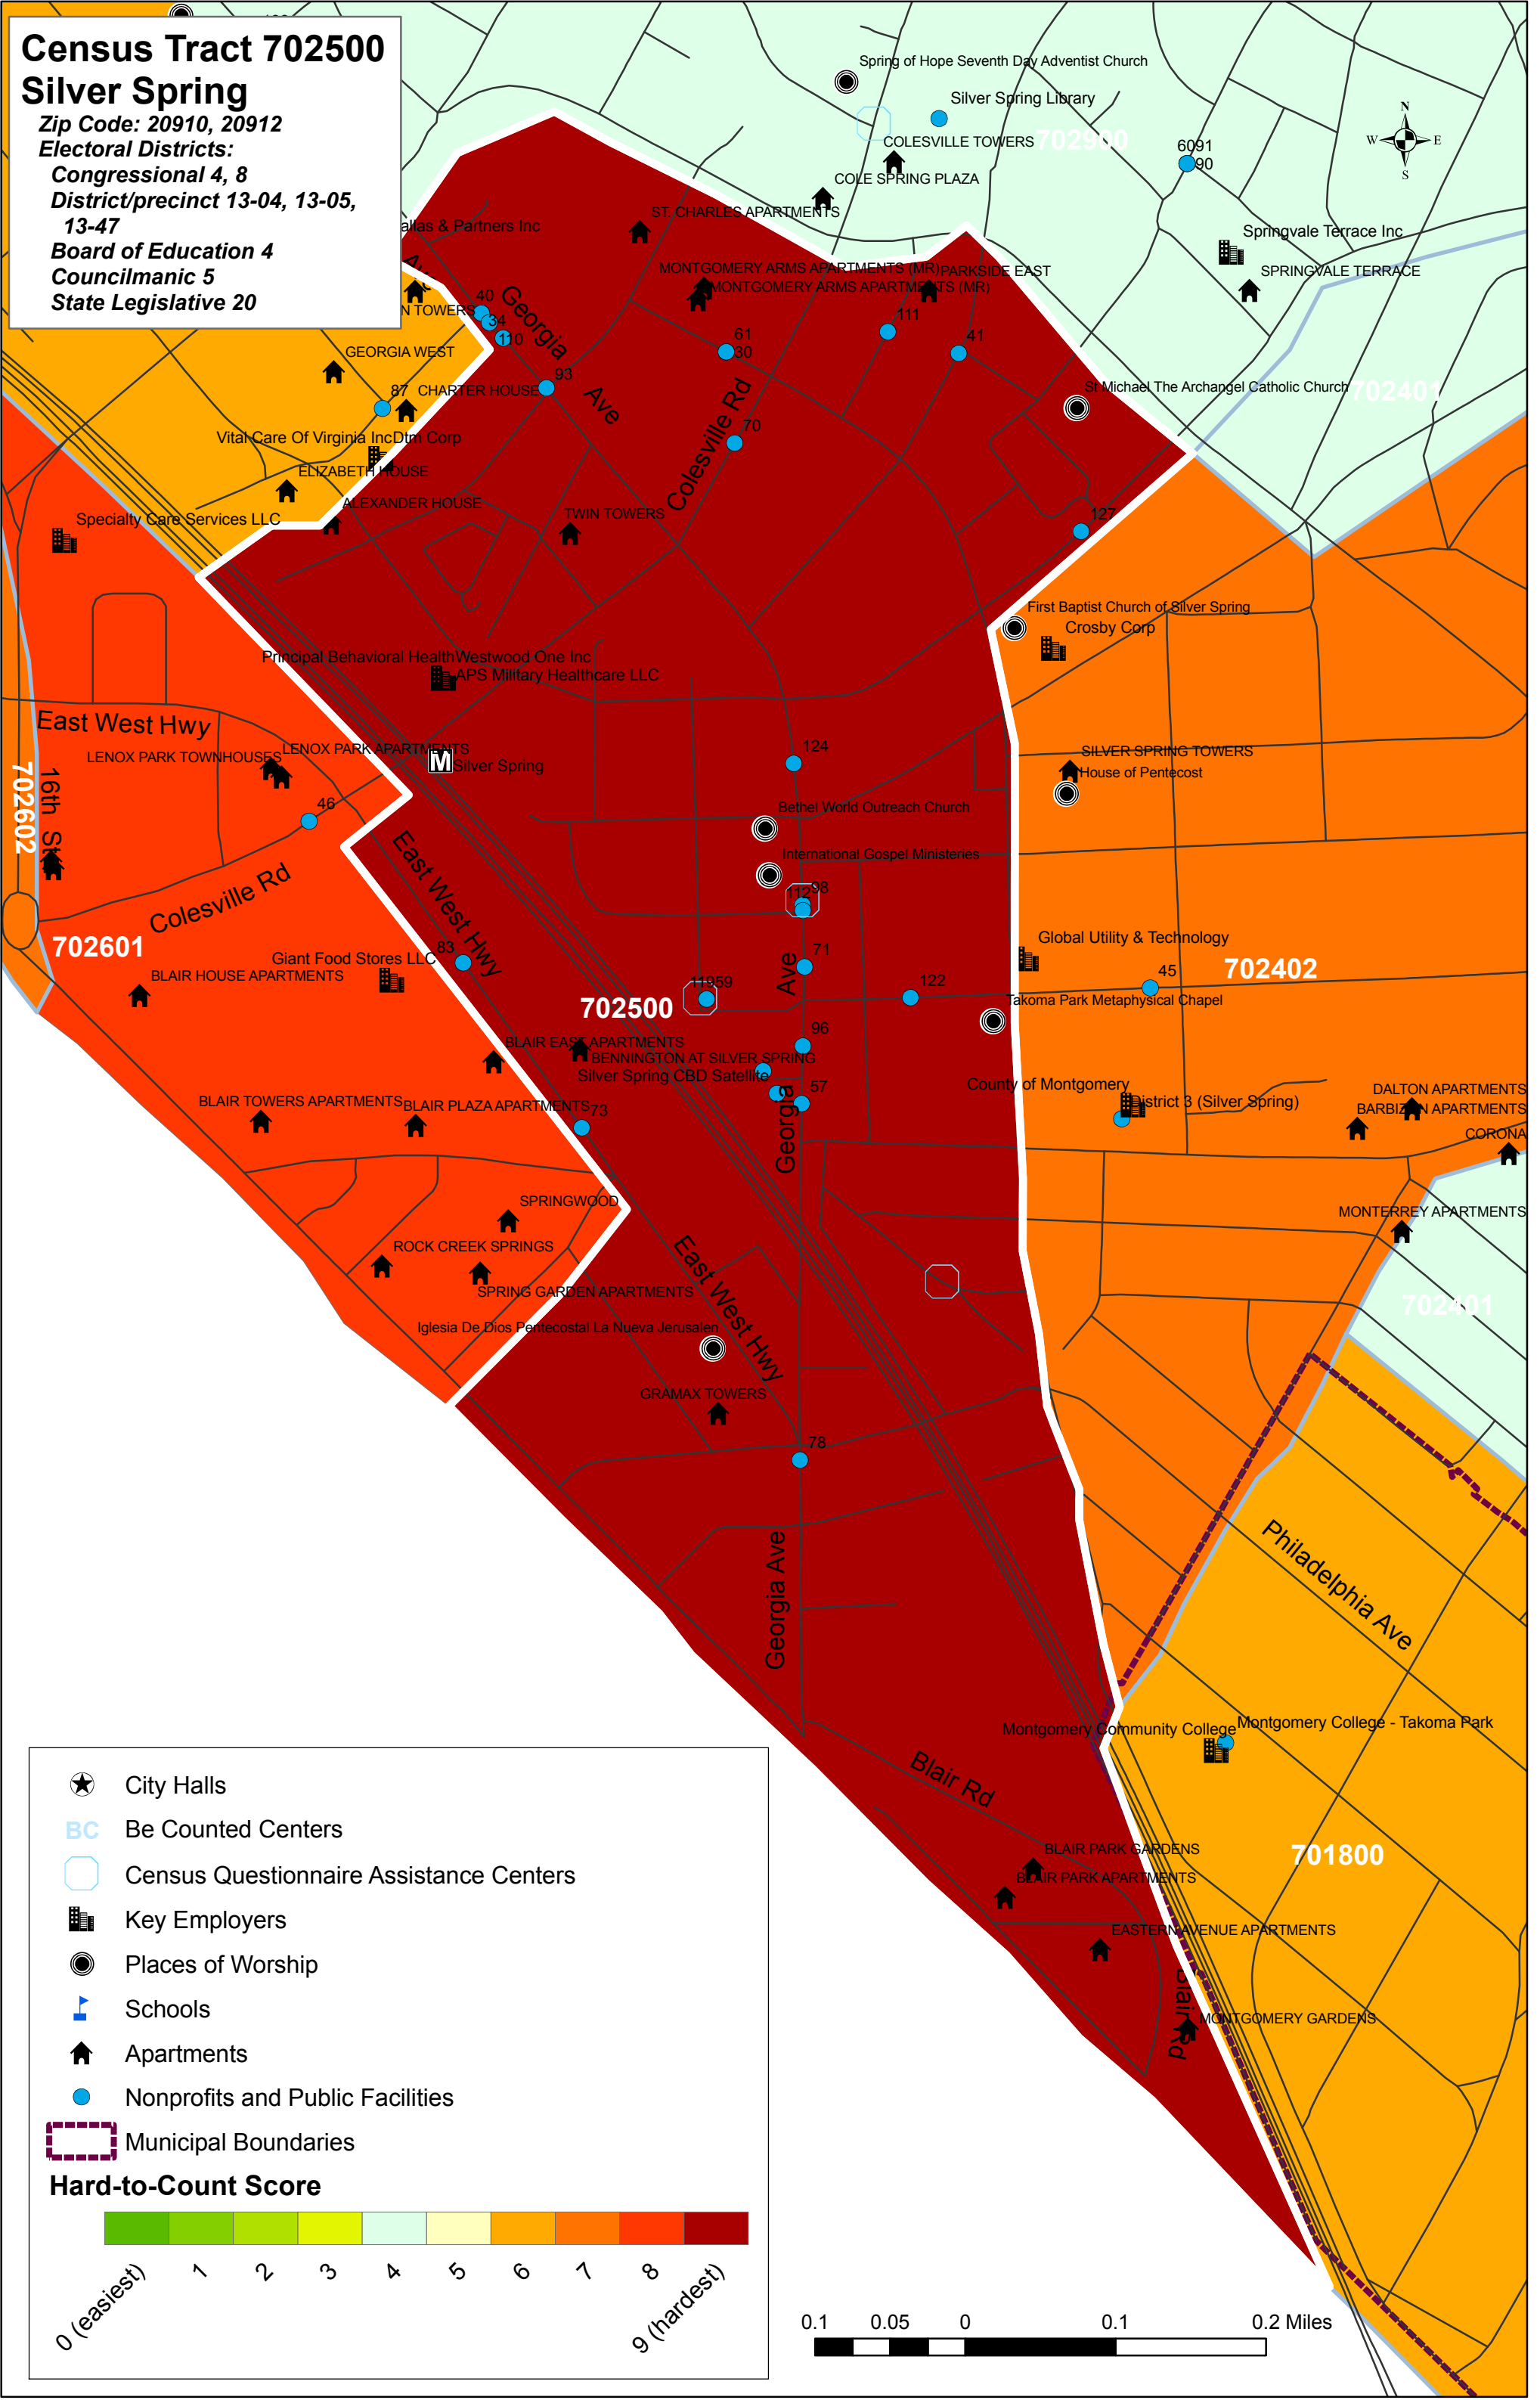 Census Tract 702500
Silver Spring
Zip Code: 20910, 20912
Electoral Districts:
Congressional 4, 8
District/precinct 13-04, 13-05,
13-47
Board of Education 4
Councilmanic 5
State Legislative 20
Spring of Hope Seventh Day Adventist Church
Silver Spring Library
702900
COLESVILLE TOWERS
6091
90
N
W
E
S
COLE SPRING PLAZA
ST. CHARLES APARTMENTS
allas & Partners Inc
Springvale Terrace Inc
SPRINGVALE TERRACE
Ave
MONTGOMERY ARMS APARTMENTS (MR)
PARKSIDE EAST
MONTGOMERY ARMS APARTMENTS (MR)
N TOWERS
40
34
110
Georgia
Ave
111
61
30
41
GEORGIA WEST
93
87
CHARTER HOUSE
St Michael The Archangel Catholic Church
702401
Colesville Rd
70
Vital Care Of Virginia Inc
Dtm Corp
ELIZABETH HOUSE
ALEXANDER HOUSE
TWIN TOWERS
127
Specialty Care Services LLC
First Baptist Church of Silver Spring
Crosby Corp
Principal Behavioral Health
Westwood One Inc
APS Military Healthcare LLC
East West Hwy
LENOX PARK TOWNHOUSES
LENOX PARK APARTMENTS
M
Silver Spring
124
SILVER SPRING TOWERS
House of Pentecost
702602
16th St
46
Bethel World Outreach Church
International Gospel Ministeries
East West Hwy
Colesville Rd
112
98
702601
83
Giant Food Stores LLC
BLAIR HOUSE APARTMENTS
Ave
71
Global Utility & Technology
702402
45
11959
122
702500
Takoma Park Metaphysical Chapel
96
BLAIR EAST APARTMENTS
BENNINGTON AT SILVER SPRING
Silver Spring CBD Satellite
57
County of Montgomery
District 3 (Silver Spring)
DALTON APARTMENTS
BARBIZON APARTMENTS
CORONA
BLAIR TOWERS APARTMENTS
BLAIR PLAZA APARTMENTS
73
Georgia
SPRINGWOOD
MONTERREY APARTMENTS
ROCK CREEK SPRINGS
SPRING GARDEN APARTMENTS
702401
East West Hwy
Iglesia De Dios Pentecostal La Nueva Jerusalen
GRAMAX TOWERS
78
Georgia Ave
Philadelphia Ave
Montgomery Community College
Montgomery College - Takoma Park
Blair Rd
BLAIR PARK GARDENS
BLAIR PARK APARTMENTS
701800
EASTERN AVENUE APARTMENTS
Blair Rd
MONTGOMERY GARDENS
City Halls
BC Be Counted Centers
Census Questionnaire Assistance Centers
Key Employers
Places of Worship
Schools
Apartments
Nonprofits and Public Facilities
Municipal Boundaries
Hard-to-Count Score
0 (easiest)
1
2
3
4
5
6
7
8
9 (hardest)
0.1 0.05 0 0.1 0.2 Miles